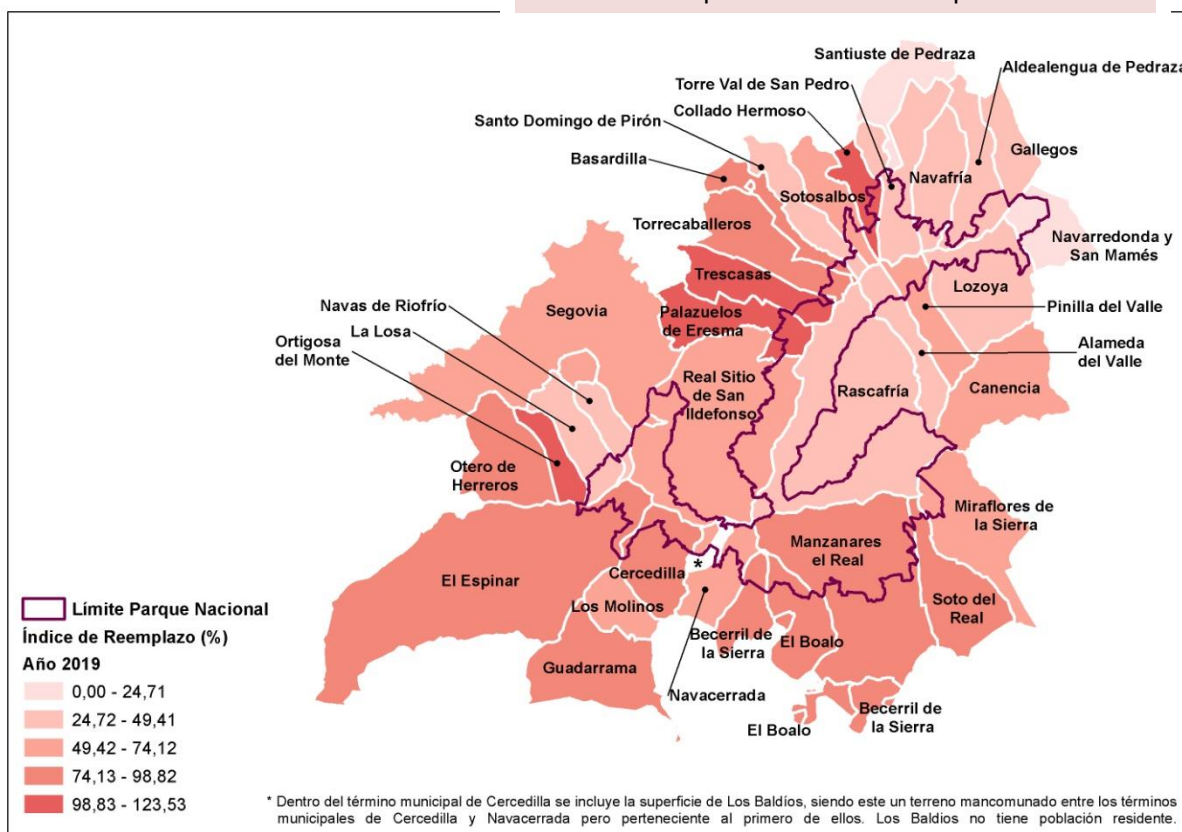 Santiuste de Pedraza
Aldealengua de Pedraza
Torre Val de San Pedro
Collado Hermoso
Santo Domingo de Pirón
Gallegos
Basardilla
Navafría
Sotosalbos
Torrecaballeros
Navarredonda y
San Mamés
Trescasas
Lozoya
Navas de Riofrío
Segovia
Palazuelos
de Eresma
Pinilla del Valle
La Losa
Ortigosa
del Monte
Alameda
del Valle
Real Sitio
de San
Ildefonso
Rascafría
Canencia
Otero de
Herreros
Miraflores de
la Sierra
Manzanares
el Real
El Espinar
Cercedilla
*
Los Molinos
Soto del
Real
Becerril de
la Sierra
El Boalo
Guadarrama
Navacerrada
Becerril de
la Sierra
El Boalo
Límite Parque Nacional
Índice de Reemplazo (%)
Año 2019
0,00 - 24,71
24,72 - 49,41
49,42 - 74,12
74,13 - 98,82
98,83 - 123,53
* Dentro del término municipal de Cercedilla se incluye la superficie de Los Baldíos, siendo este un terreno mancomunado entre los términos
municipales de Cercedilla y Navacerrada pero perteneciente al primero de ellos. Los Baldios no tiene población residente.